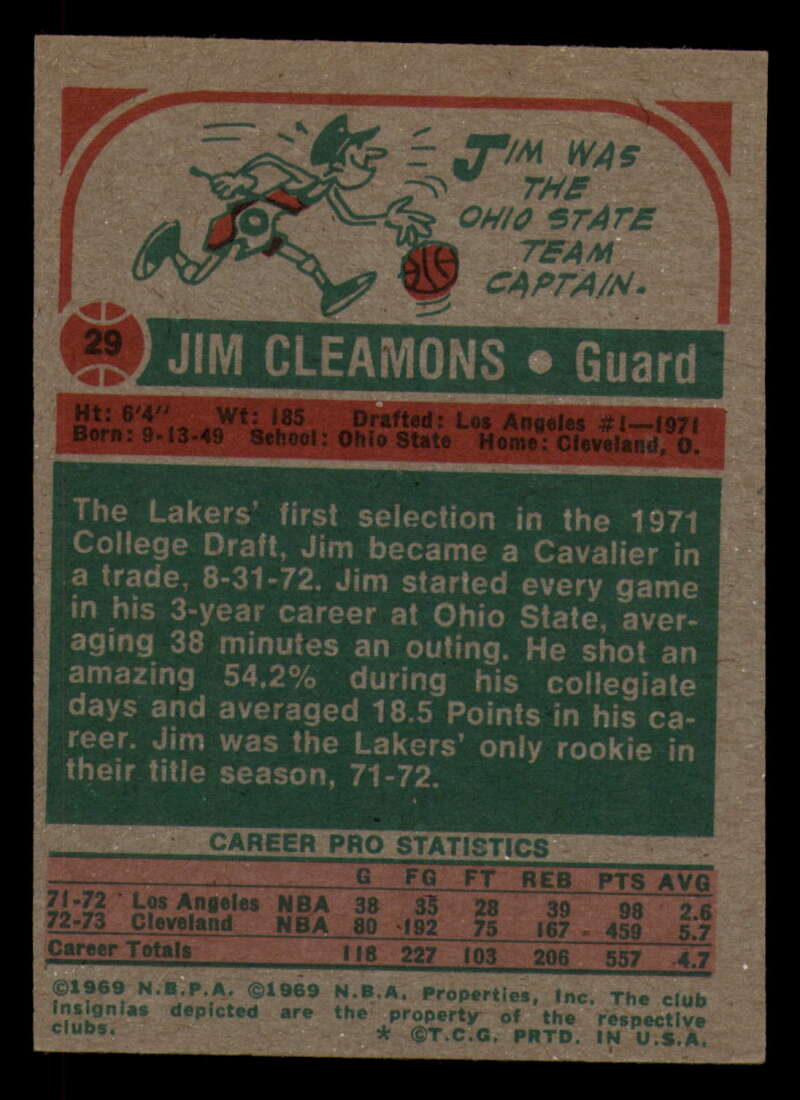 JIM WAS
THE
OHIO STATE
TEAM
CAPTAIN.
O
29 JIM CLEAMONS • Guard
Ht: 6'4" Wt: 185 Drafted: Los Angeles #1—1971
Born: 9-13-49 School: Ohio State Home: Cleveland, O.
The Lakers' first selection in the 1971
College Draft, Jim became a Cavalier in
a trade, 8-31-72. Jim started every game
in his 3-year career at Ohio State, aver-
aging 38 minutes an outing. He shot an
amazing 54.2% during his collegiate
days and averaged 18.5 Points in his ca-
reer. Jim was the Lakers' only rookie in
their title season, 71-72.
CAREER PRO STATISTICS
G FG FT REB PTS AVG
71-72 Los Angeles NBA 38 35 28 39 98 2.6
72-73 Cleveland NBA 80 192 75 167 459 5.7
Career Totals 118 227 103 206 557 4.7
©1969 N.B.P.A. ©1969 N.B.A. Properties, Inc. The club
insignias depicted are the property of the respective
clubs. * ©T.C.G. PRTD. IN U.S.A.